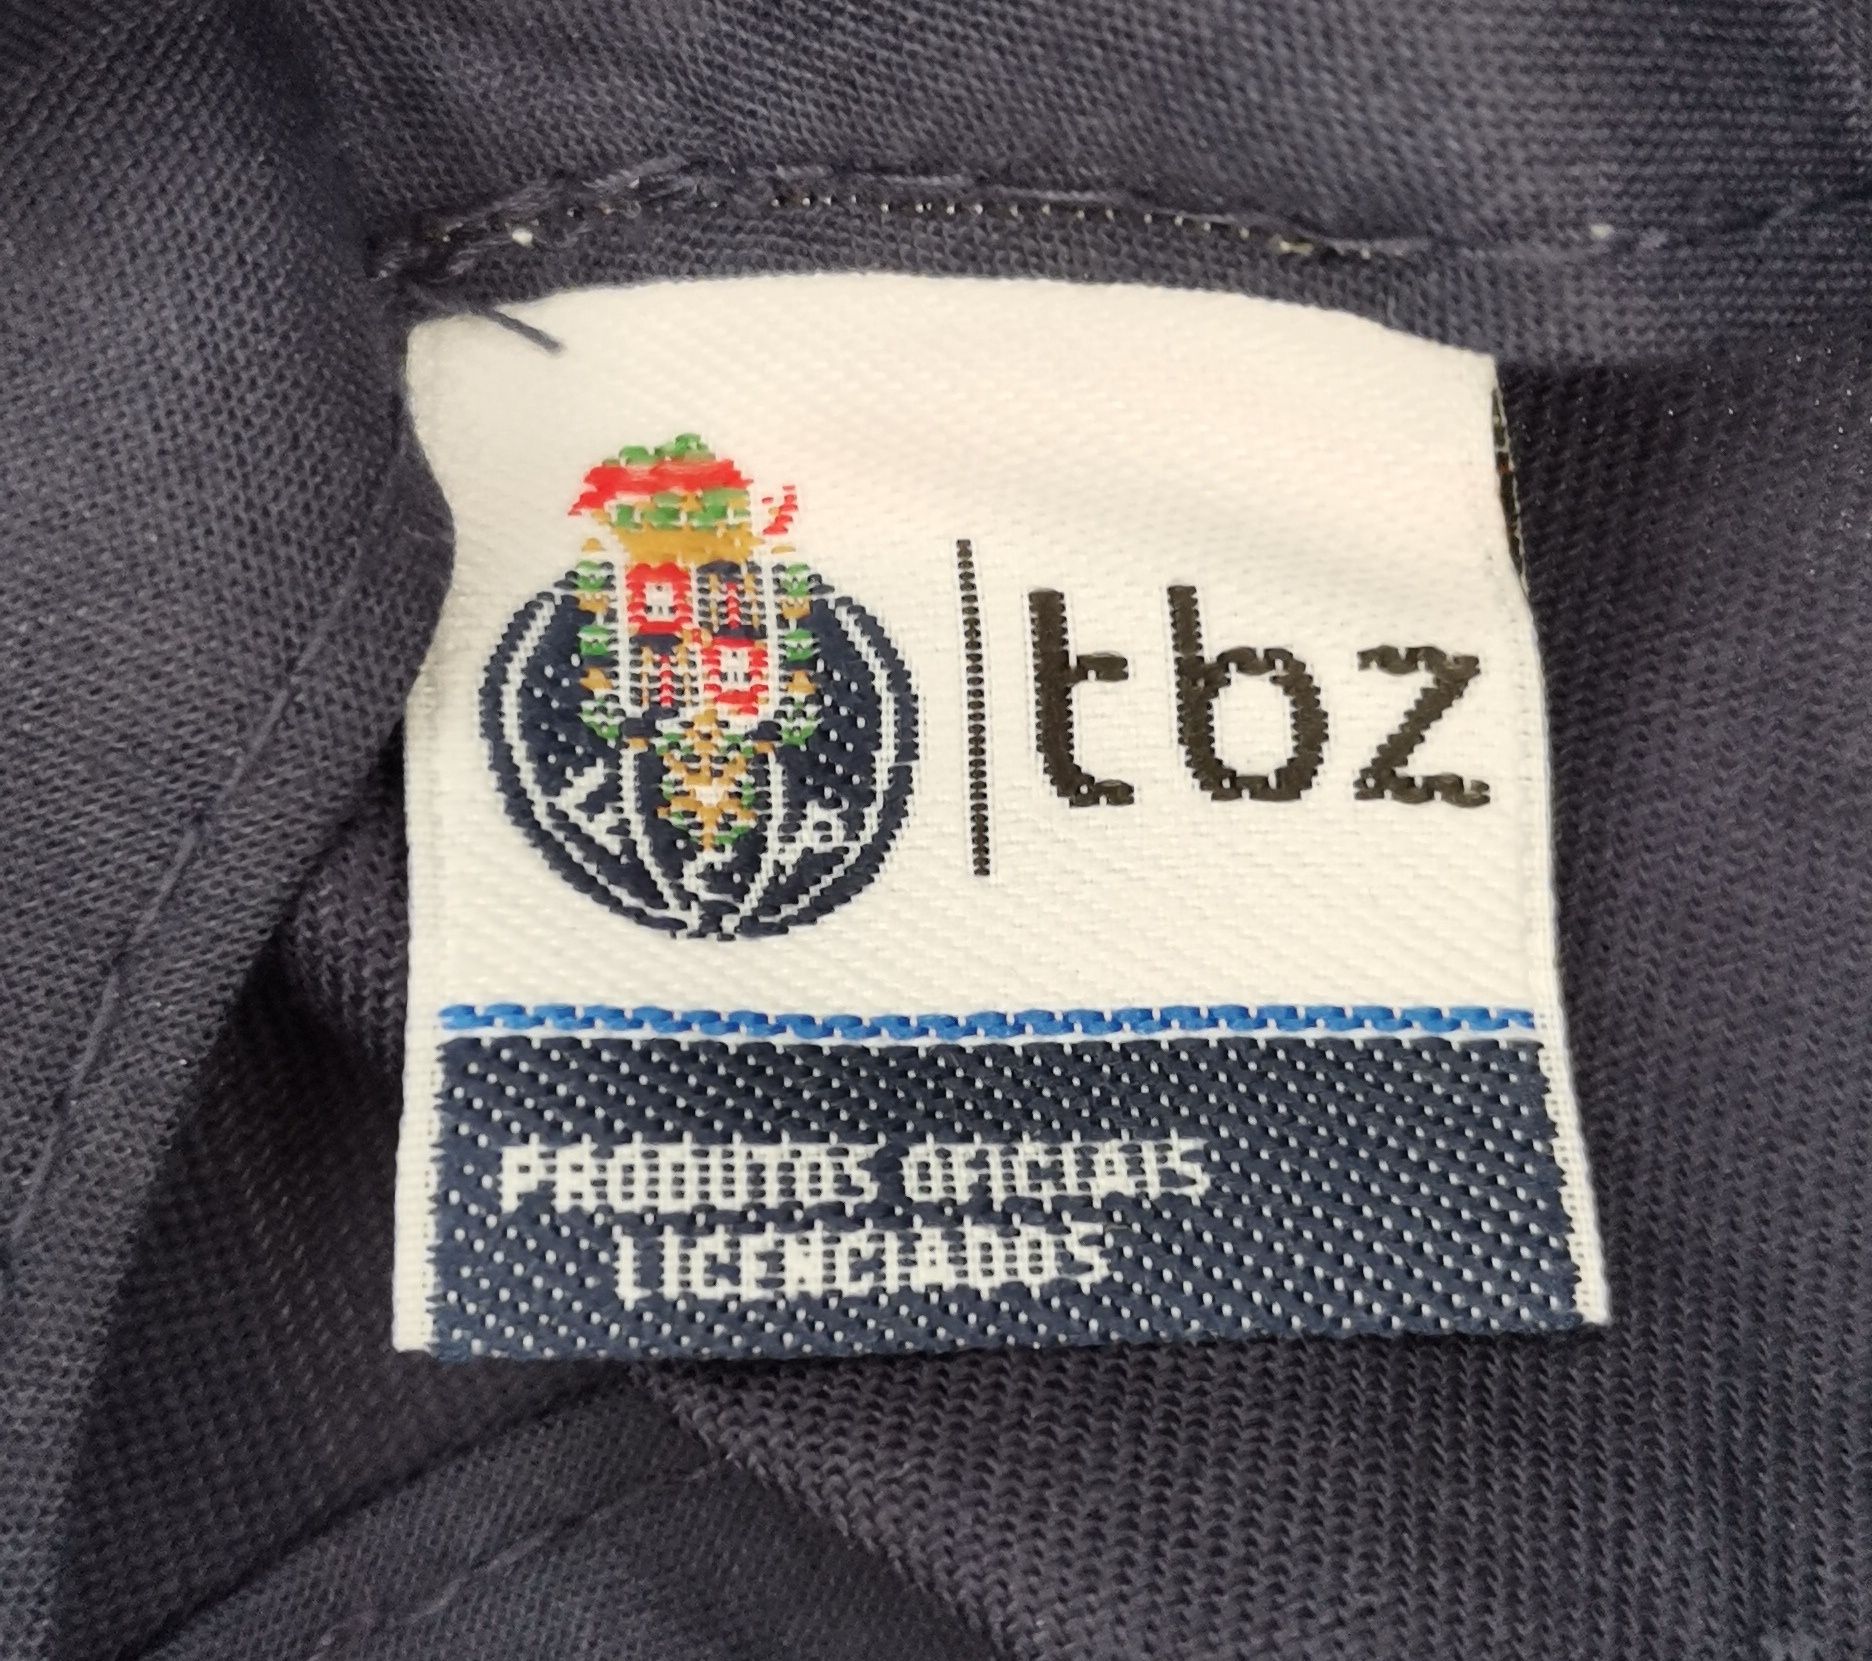 tbz
PRODUTOS OFICIAIS
LICENCIADOS